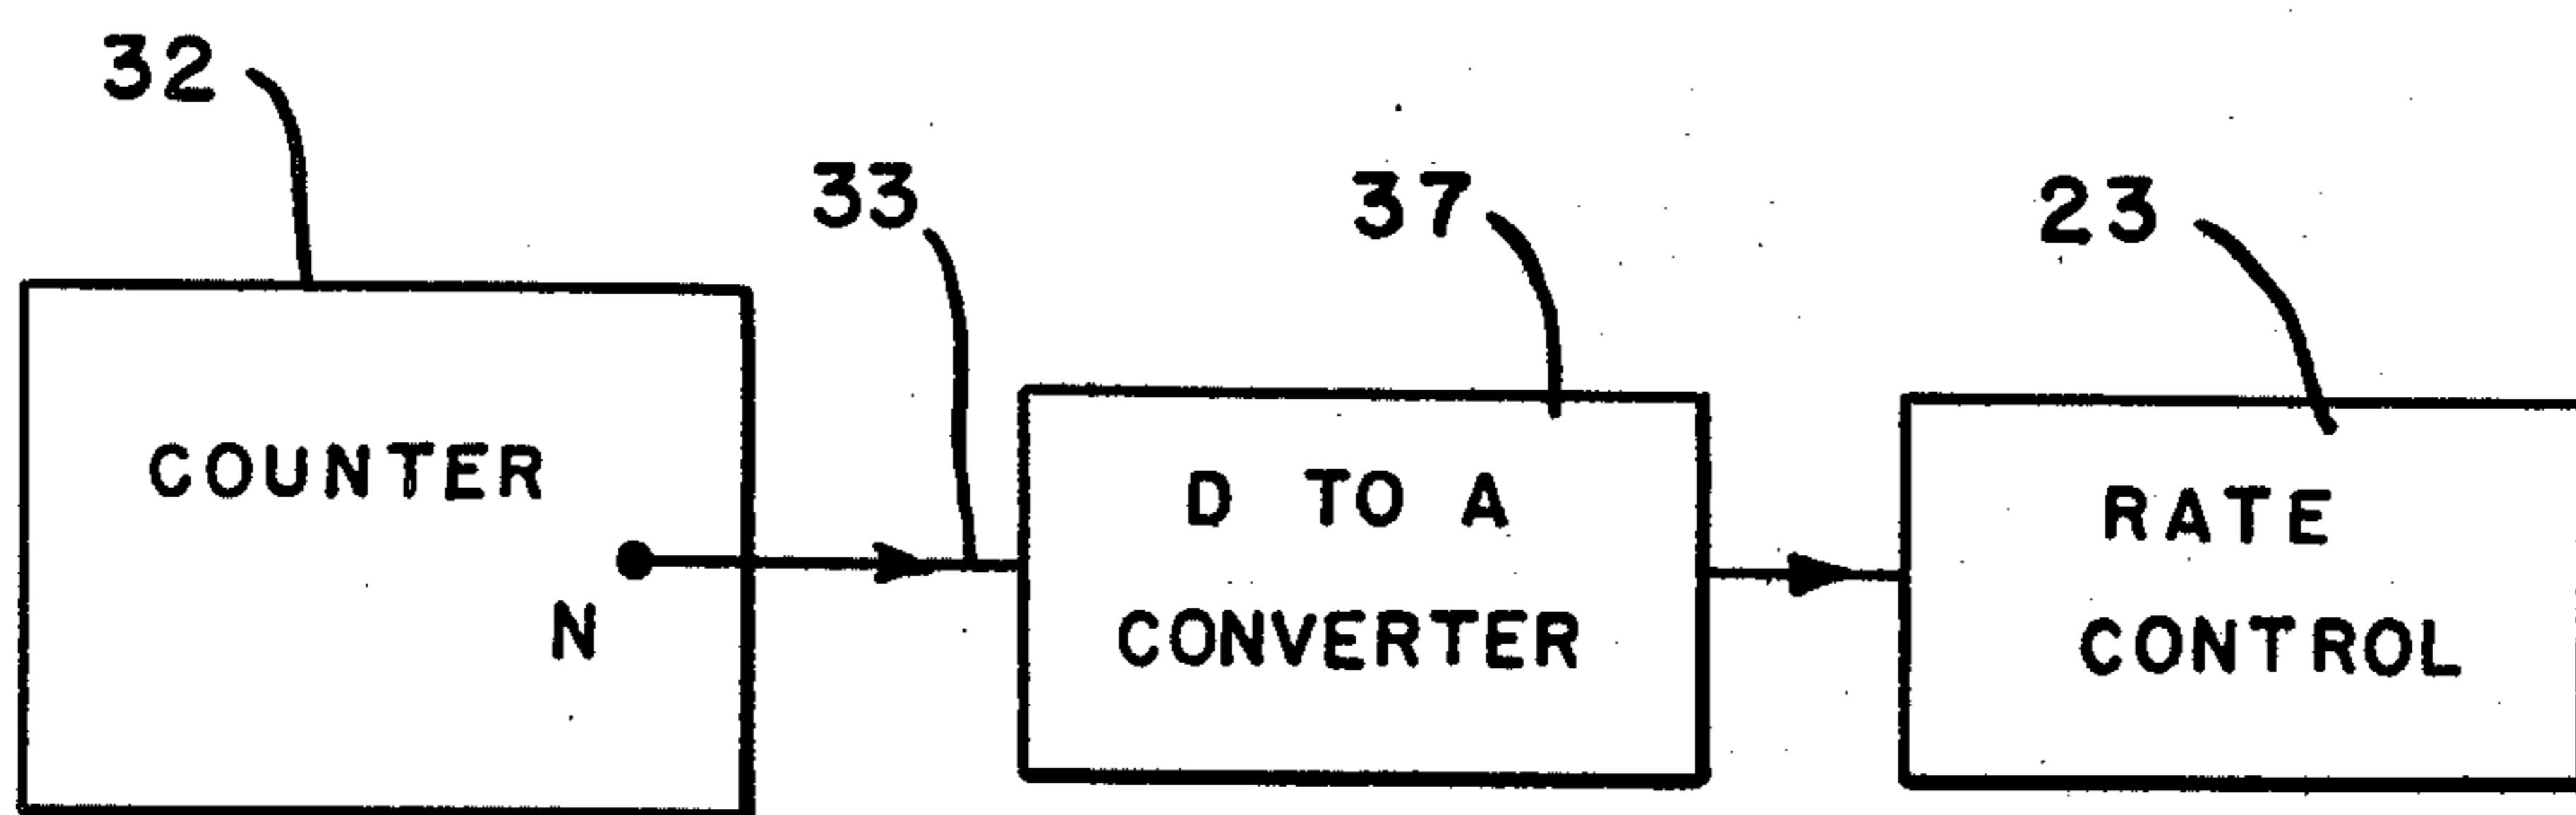 32
33
37
23
COUNTER
N
D TO A
CONVERTER
RATE
CONTROL